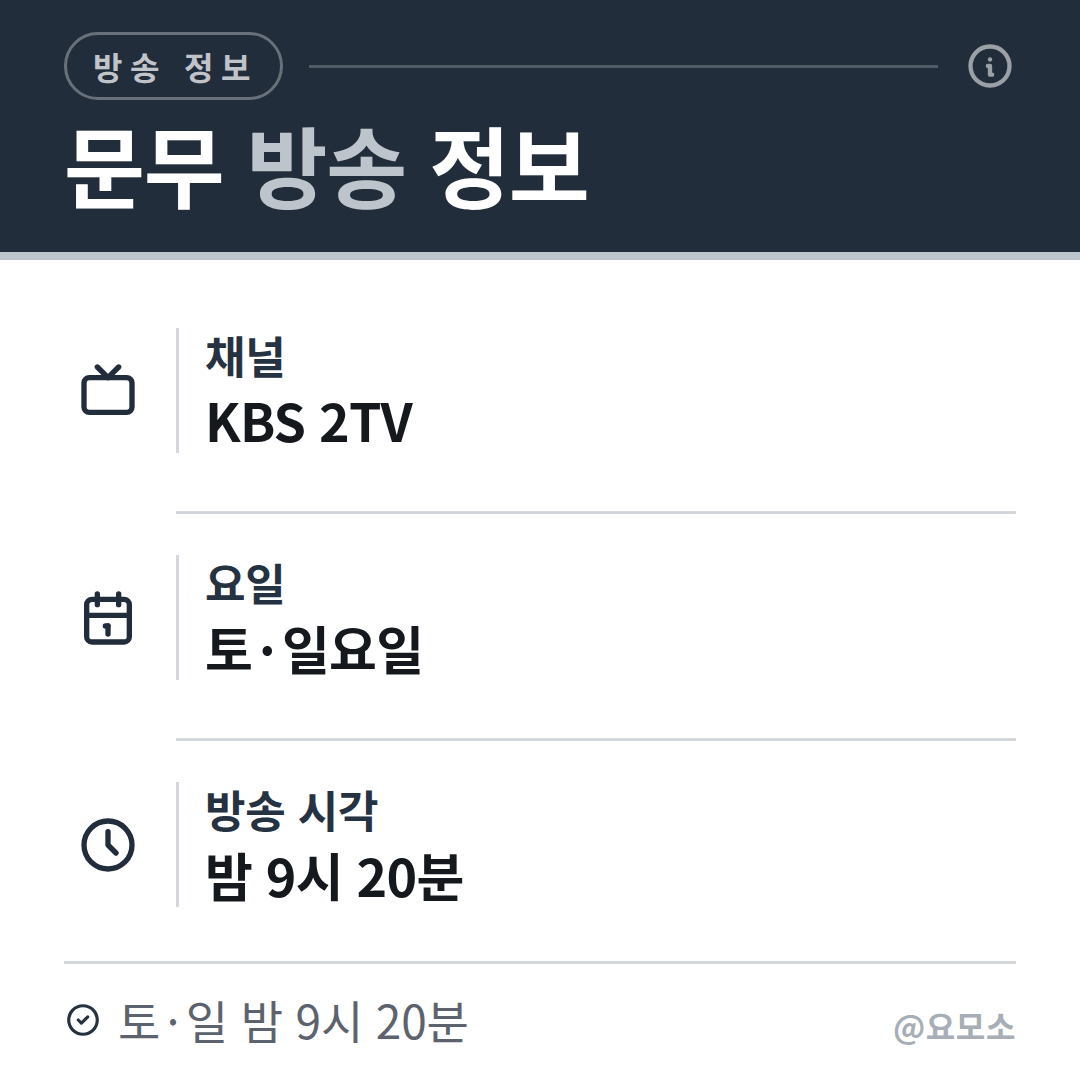 방송 정보
문무 방송 정보
채널
KBS 2TV
요일
토·일요일
방송 시각
밤 9시 20분
토·일 밤 9시 20분
@요모소